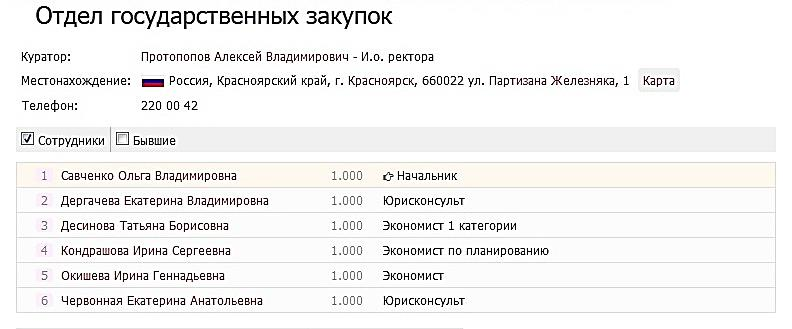 Отдел государственных закупок
Куратор: Протопопов Алексей Владимирович - И.о. ректора
Местонахождение: Россия, Красноярский край, г. Красноярск, 660022 ул. Партизана Железняка, 1 Карта
Телефон: 220 00 42
Сотрудники Бывшие
1 Савченко Ольга Владимировна 1.000 Начальник
2 Дергачева Екатерина Владимировна 1.000 Юрисконсульт
3 Десинова Татьяна Борисовна 1.000 Экономист 1 категории
4 Кондрашова Ирина Сергеевна 1.000 Экономист по планированию
5 Окишева Ирина Геннадьевна 1.000 Экономист
6 Червонная Екатерина Анатольевна 1.000 Юрисконсульт